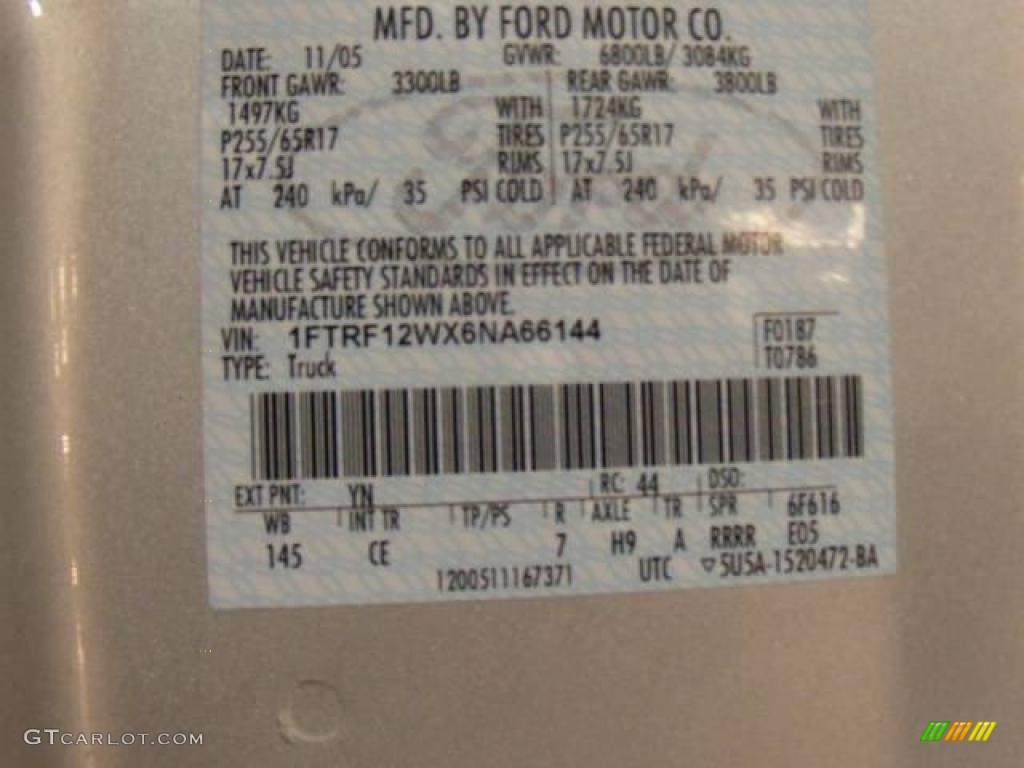 MFD. BY FORD MOTOR CO.
DATE: 11/05 GVWR: 6800LB/ 3084KG
FRONT GAWR: 3300LB REAR GAWR: 3800LB
1497KG WITH 1724KG WITH
P255/65R17 TIRES P255/65R17 TIRES
17x7.5J RIMS 17x7.5J RIMS
AT 240 kPa/ 35 PSI COLD AT 240 kPa/ 35 PSI COLD
THIS VEHICLE CONFORMS TO ALL APPLICABLE FEDERAL MOTOR
VEHICLE SAFETY STANDARDS IN EFFECT ON THE DATE OF
MANUFACTURE SHOWN ABOVE.
VIN: 1FTRF12WX6NA66144 F0187
TYPE: Truck T0786
EXT PNT: YN RC: 44 DSO:
WB INT TR TP/PS R AXLE TR SPR 6F616
145 CE 7 H9 A RRRR E05
1200511167371 UTC ▽5U5A-1520472-BA
GTCARLOT.COM